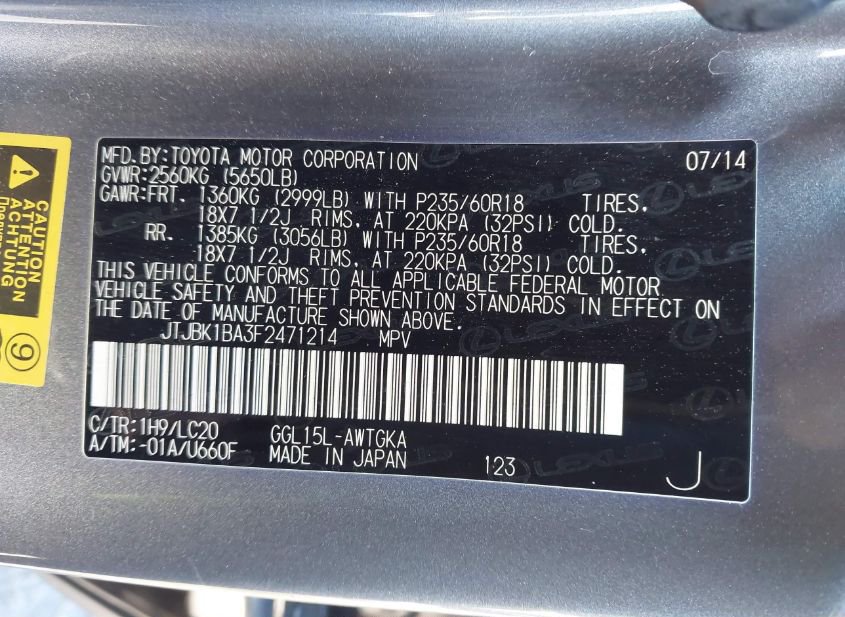 MFD.BY:TOYOTA MOTOR CORPORATION 07/14
GVWR:2560KG (5650LB)
GAWR:FRT. 1360KG (2999LB) WITH P235/60R18 TIRES,
18X7 1/2J RIMS, AT 220KPA (32PSI) COLD.
RR. 1385KG (3056LB) WITH P235/60R18 TIRES,
18X7 1/2J RIMS, AT 220KPA (32PSI) COLD.
THIS VEHICLE CONFORMS TO ALL APPLICABLE FEDERAL MOTOR
VEHICLE SAFETY AND THEFT PREVENTION STANDARDS IN EFFECT ON
THE DATE OF MANUFACTURE SHOWN ABOVE.
JTJBK1BA3F2471214 MPV
C/TR:1H9/LC20 GGL15L-AWTGKA
A/TM:-01A/U660F MADE IN JAPAN 123 J
CAUTION
ATTENTION
ACHTUNG
9
LEXUS